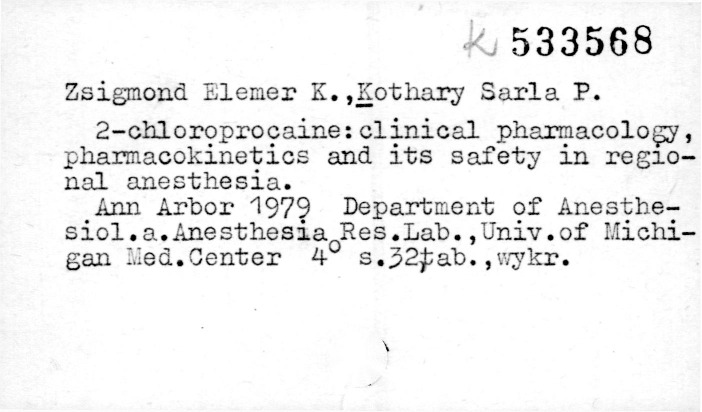 k 533568
Zsigmond Elemer K.,Kothary Sarla P.
2-chloroprocaine:clinical pharmacology,
pharmacokinetics and its safety in regio-
nal anesthesia.
Ann Arbor 1979 Department of Anesthe-
siol.a.Anesthesia Res.Lab.,Univ.of Michi-
gan Med.Center 4° s.32,tab.,wykr.